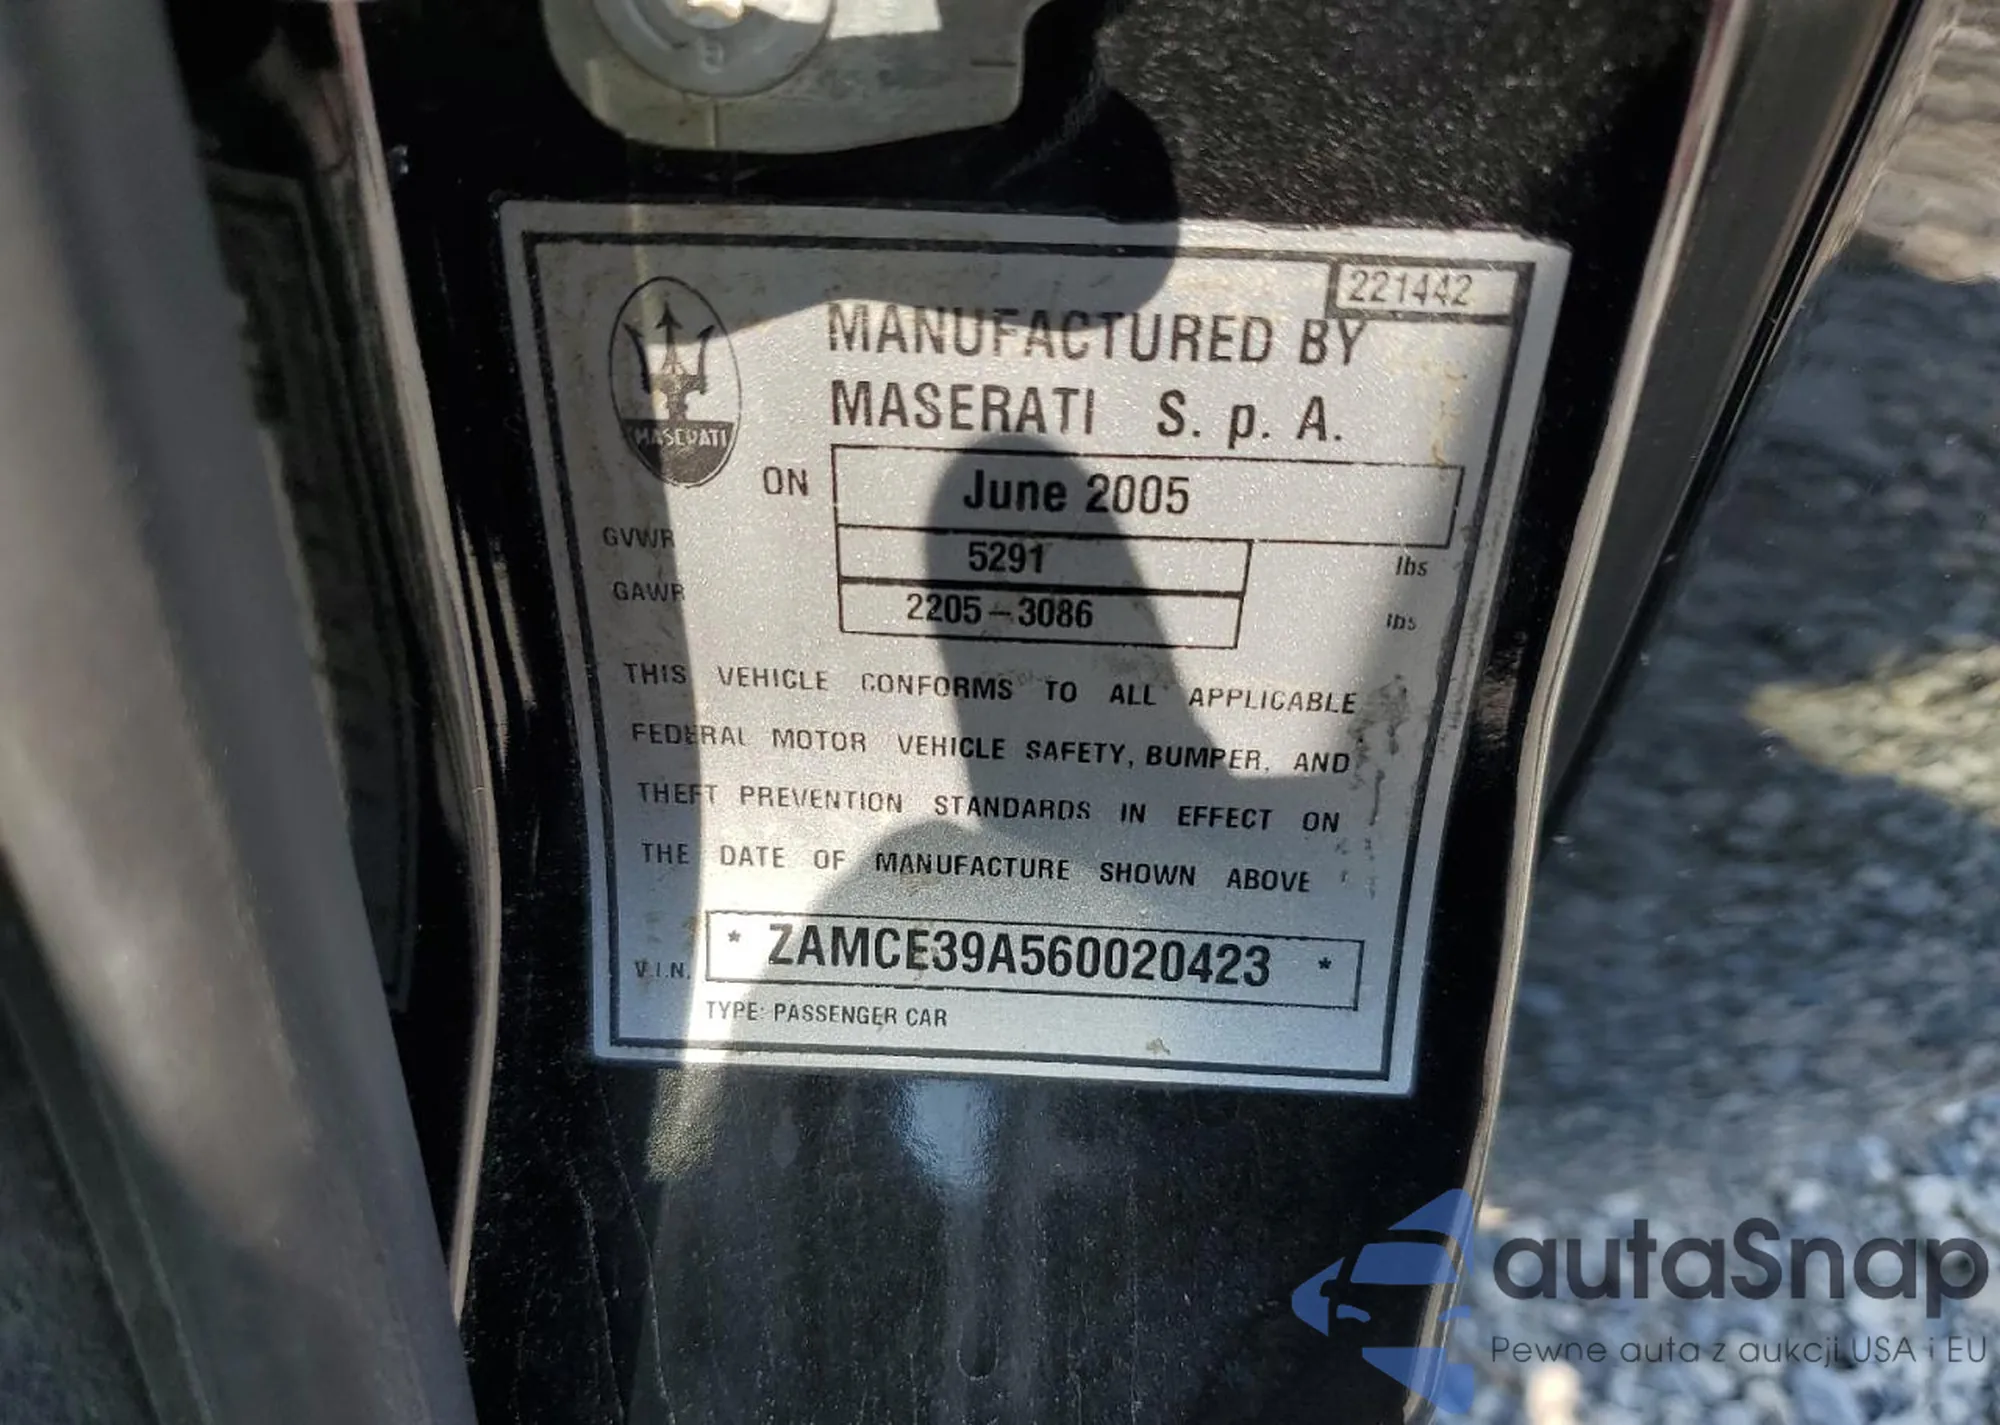 221442
MANUFACTURED BY
MASERATI S. p. A.
MASERATI
ON June 2005
GVWR 5291 lbs
GAWR 2205-3086 lbs
THIS VEHICLE CONFORMS TO ALL APPLICABLE
FEDERAL MOTOR VEHICLE SAFETY, BUMPER, AND
THEFT PREVENTION STANDARDS IN EFFECT ON
THE DATE OF MANUFACTURE SHOWN ABOVE
V.I.N. * ZAMCE39A560020423 *
TYPE: PASSENGER CAR
autaSnap
Pewne auta z aukcji USA i EU